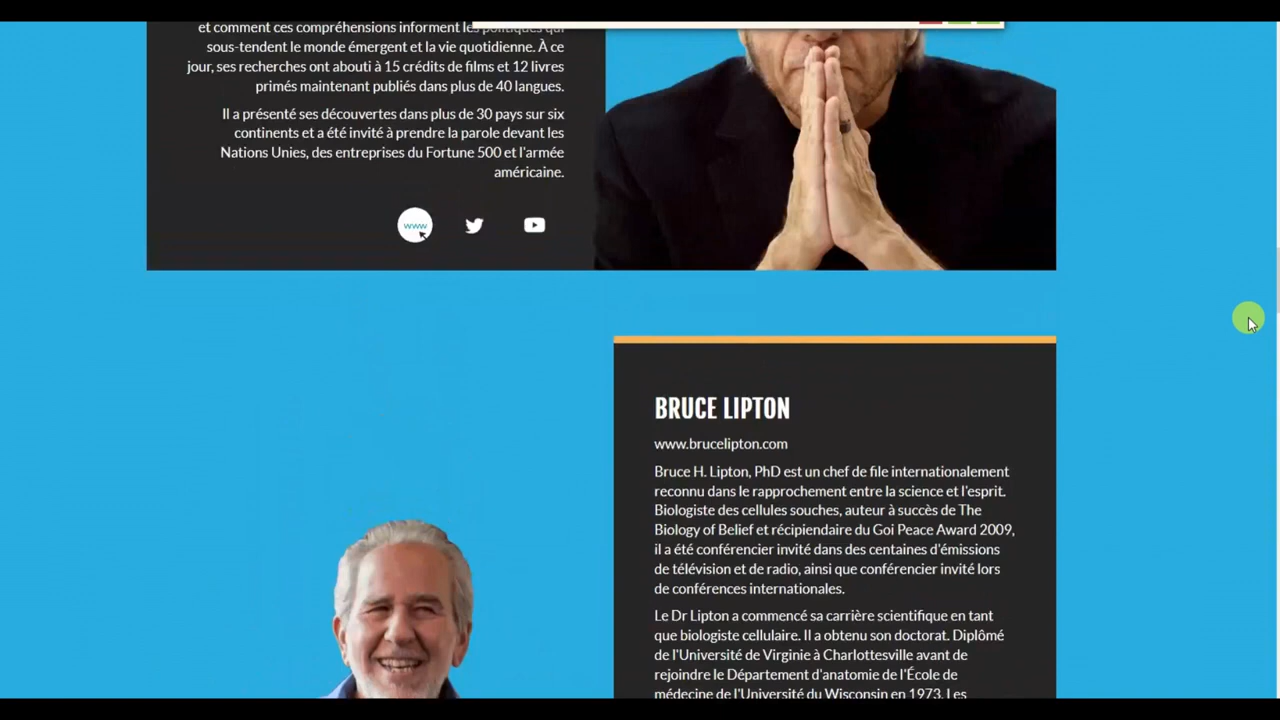 et comment ces compréhensions informent les politiques qui
sous-tendent le monde émergent et la vie quotidienne. À ce
jour, ses recherches ont abouti à 15 crédits de films et 12 livres
primés maintenant publiés dans plus de 40 langues.
Il a présenté ses découvertes dans plus de 30 pays sur six
continents et a été invité à prendre la parole devant les
Nations Unies, des entreprises du Fortune 500 et l'armée
américaine.
www
BRUCE LIPTON
www.brucelipton.com
Bruce H. Lipton, PhD est un chef de file internationalement
reconnu dans le rapprochement entre la science et l'esprit.
Biologiste des cellules souches, auteur à succès de The
Biology of Belief et récipiendaire du Goi Peace Award 2009,
il a été conférencier invité dans des centaines d'émissions
de télévision et de radio, ainsi que conférencier invité lors
de conférences internationales.
Le Dr Lipton a commencé sa carrière scientifique en tant
que biologiste cellulaire. Il a obtenu son doctorat. Diplômé
de l'Université de Virginie à Charlottesville avant de
rejoindre le Département d'anatomie de l'École de
médecine de l'Université du Wisconsin en 1973. Les